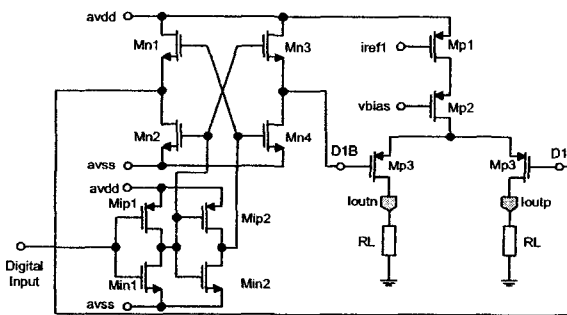 avdd
Mn1
Mn3
iref1
Mp1
vbias
Mp2
Mn2
Mn4
D1B
D1
avss
Mp3
Mp3
avdd
Mip1
Mip2
Ioutn
Ioutp
RL
RL
Digital
Input
Min1
Min2
avss